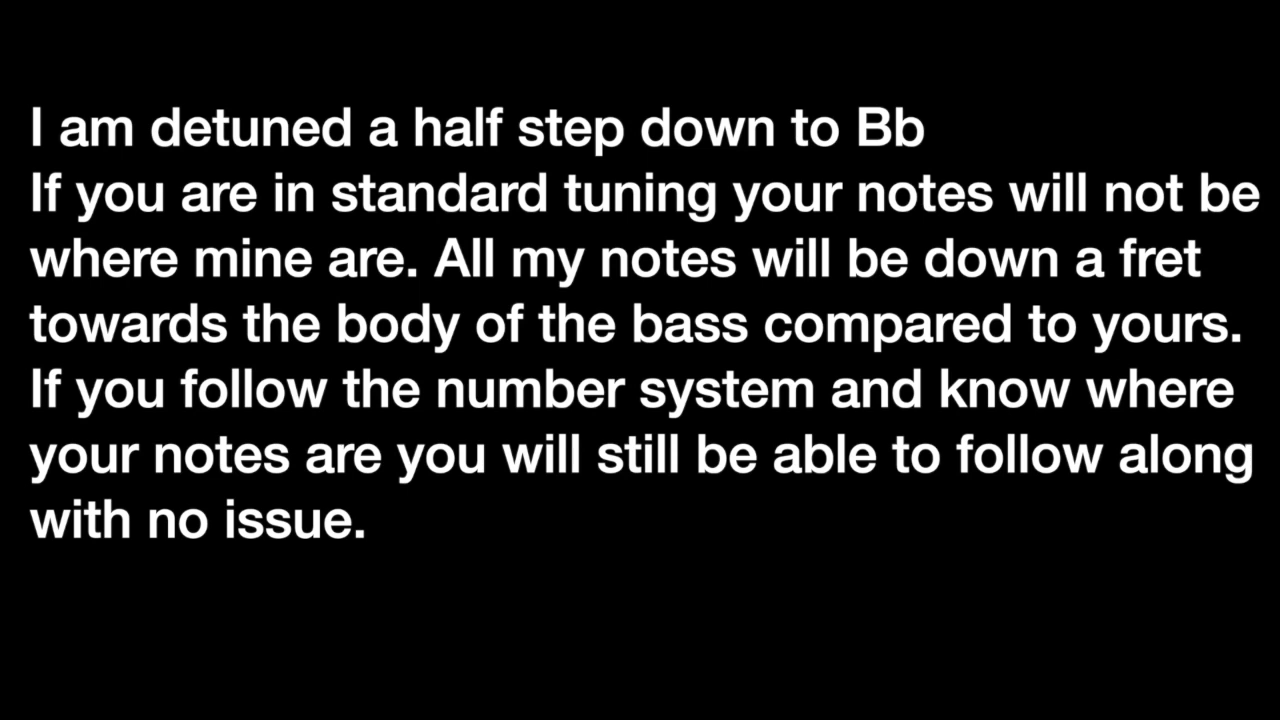 I am detuned a half step down to Bb
If you are in standard tuning your notes will not be
where mine are. All my notes will be down a fret
towards the body of the bass compared to yours.
If you follow the number system and know where
your notes are you will still be able to follow along
with no issue.